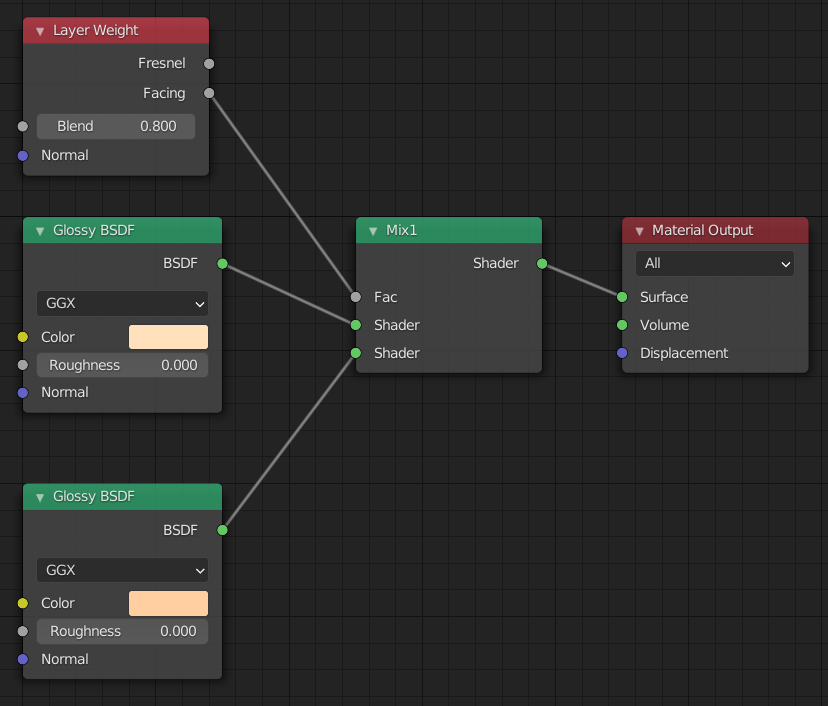 Layer Weight
Fresnel
Facing
Blend 0.800
Normal
Glossy BSDF
BSDF
GGX
Color
Roughness 0.000
Normal
Glossy BSDF
BSDF
GGX
Color
Roughness 0.000
Normal
Mix1
Shader
Fac
Shader
Shader
Material Output
All
Surface
Volume
Displacement